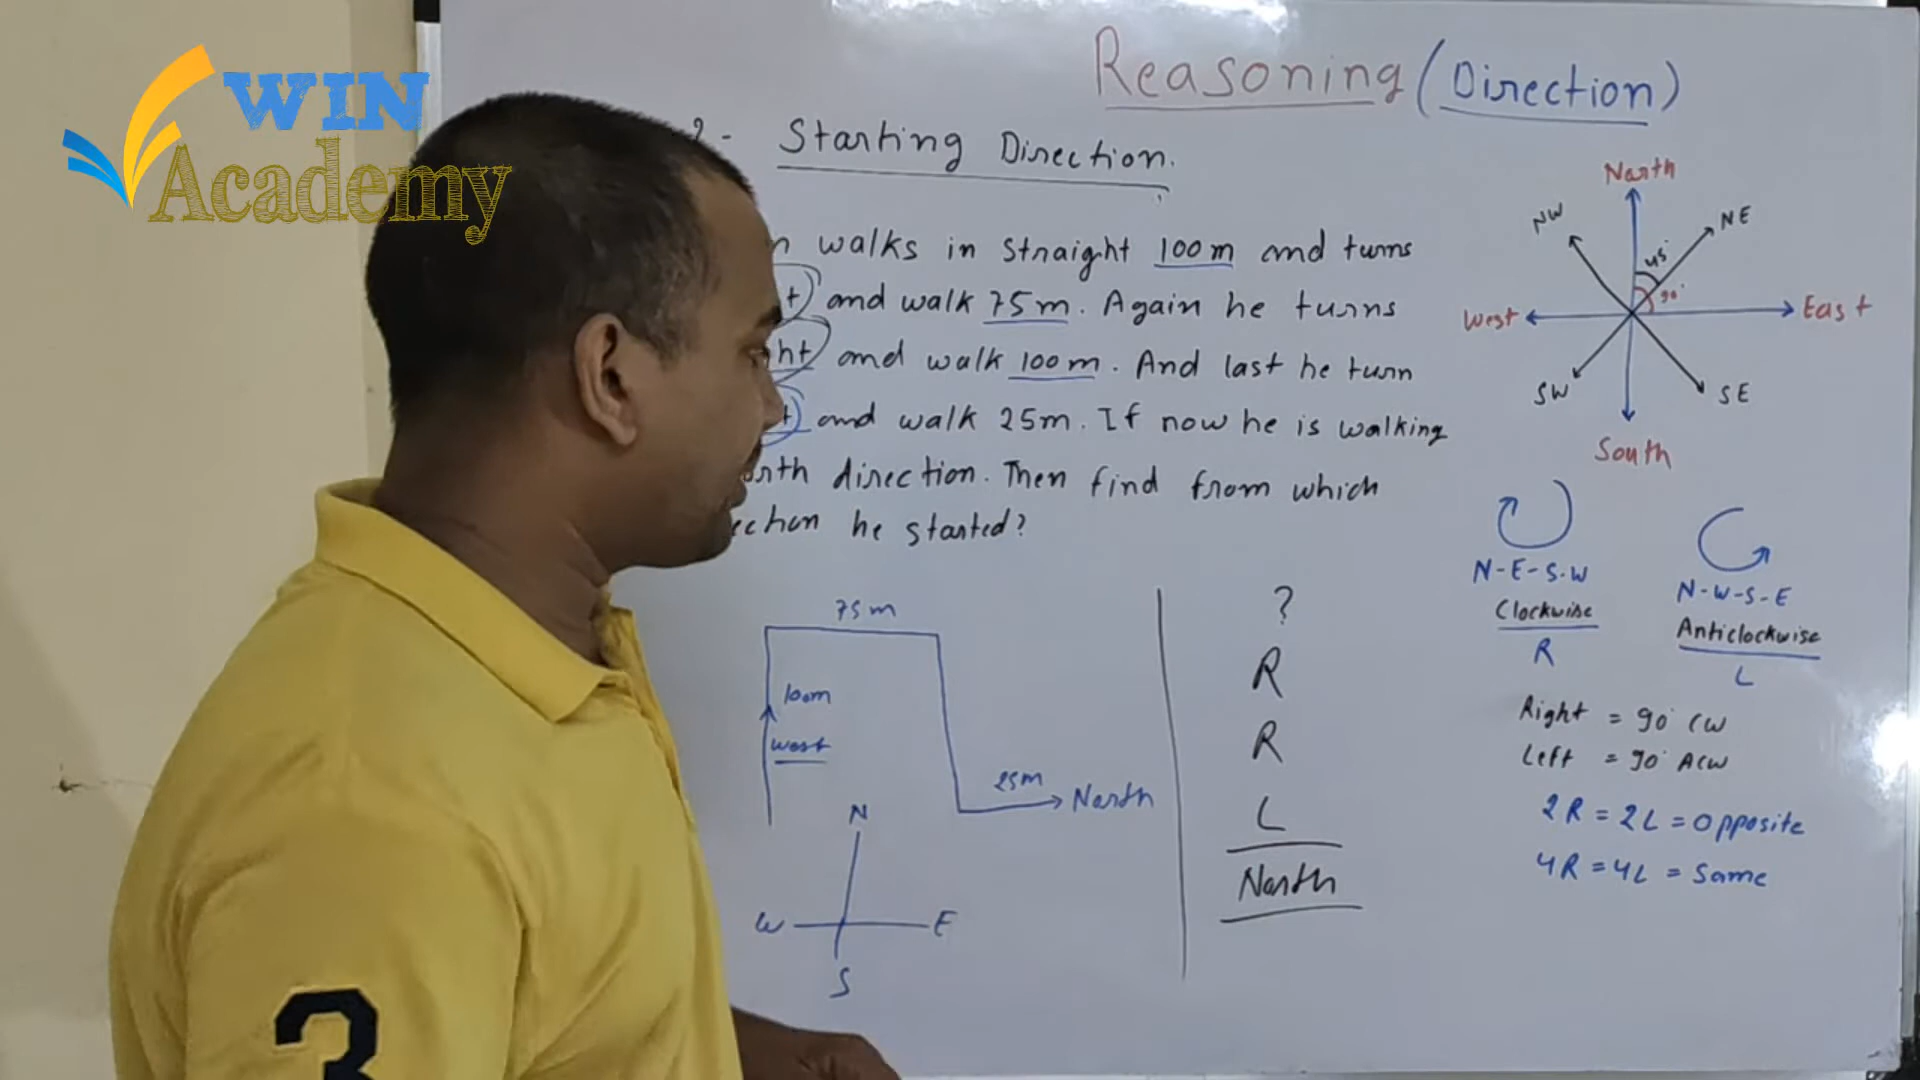 WIN
Academy
Reasoning (Direction)
2- Starting Direction.
walks in straight 100m and turns
and walk 75m. Again he turns
and walk 100m. And last he turn
and walk 25m. If now he is walking
direction. Then find from which
he started?
North
NW
NE
45°
90°
West
East
SW
SE
South
N-E-S-W
Clockwise
R
N-W-S-E
Anticlockwise
L
Right = 90° CW
Left = 90° ACW
2R = 2L = opposite
4R = 4L = Same
75m
100m
west
25m
North
N
W
E
S
?
R
R
L
North
3